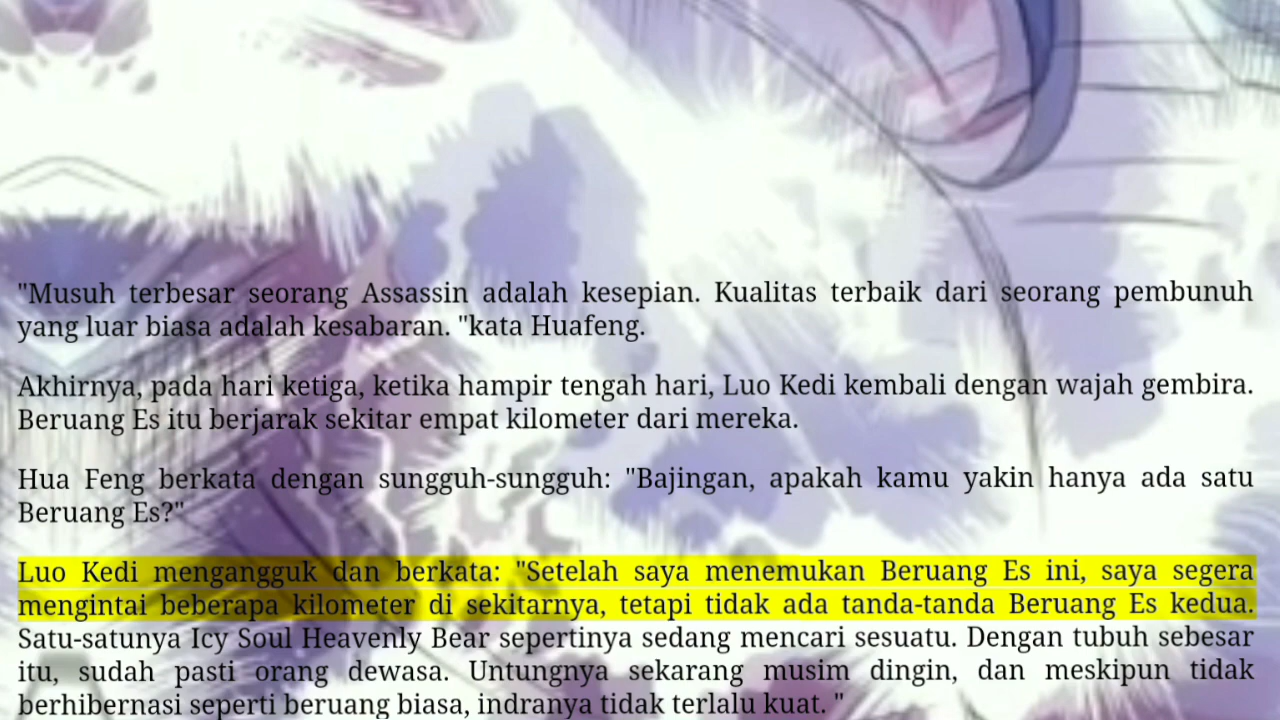 "Musuh terbesar seorang Assassin adalah kesepian. Kualitas terbaik dari seorang pembunuh
yang luar biasa adalah kesabaran. "kata Huafeng.
Akhirnya, pada hari ketiga, ketika hampir tengah hari, Luo Kedi kembali dengan wajah gembira.
Beruang Es itu berjarak sekitar empat kilometer dari mereka.
Hua Feng berkata dengan sungguh-sungguh: "Bajingan, apakah kamu yakin hanya ada satu
Beruang Es?"
Luo Kedi mengangguk dan berkata: "Setelah saya menemukan Beruang Es ini, saya segera
mengintai beberapa kilometer di sekitarnya, tetapi tidak ada tanda-tanda Beruang Es kedua.
Satu-satunya Icy Soul Heavenly Bear sepertinya sedang mencari sesuatu. Dengan tubuh sebesar
itu, sudah pasti orang dewasa. Untungnya sekarang musim dingin, dan meskipun tidak
berhibernasi seperti beruang biasa, indranya tidak terlalu kuat. "